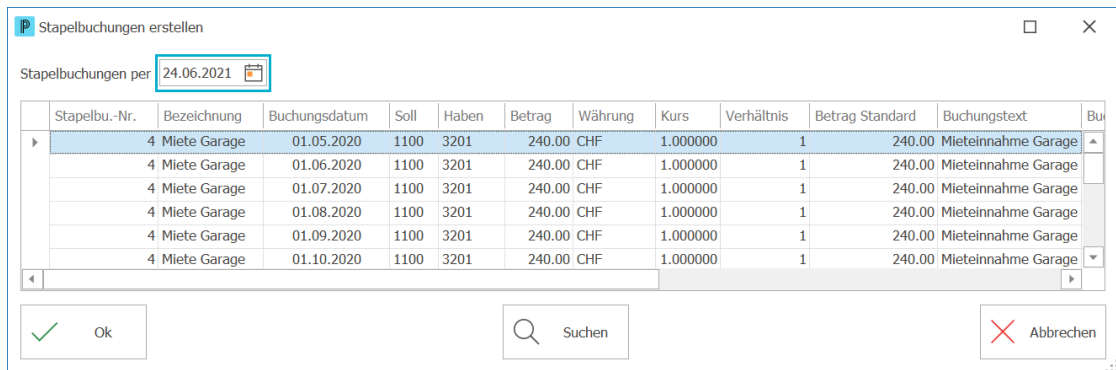 Stapelbuchungen erstellen
Stapelbuchungen per 24.06.2021
Stapelbu.-Nr. Bezeichnung Buchungsdatum Soll Haben Betrag Währung Kurs Verhältnis Betrag Standard Buchungstext Buc
4 Miete Garage 01.05.2020 1100 3201 240.00 CHF 1.000000 1 240.00 Mieteinnahme Garage
4 Miete Garage 01.06.2020 1100 3201 240.00 CHF 1.000000 1 240.00 Mieteinnahme Garage
4 Miete Garage 01.07.2020 1100 3201 240.00 CHF 1.000000 1 240.00 Mieteinnahme Garage
4 Miete Garage 01.08.2020 1100 3201 240.00 CHF 1.000000 1 240.00 Mieteinnahme Garage
4 Miete Garage 01.09.2020 1100 3201 240.00 CHF 1.000000 1 240.00 Mieteinnahme Garage
4 Miete Garage 01.10.2020 1100 3201 240.00 CHF 1.000000 1 240.00 Mieteinnahme Garage
Ok Suchen Abbrechen